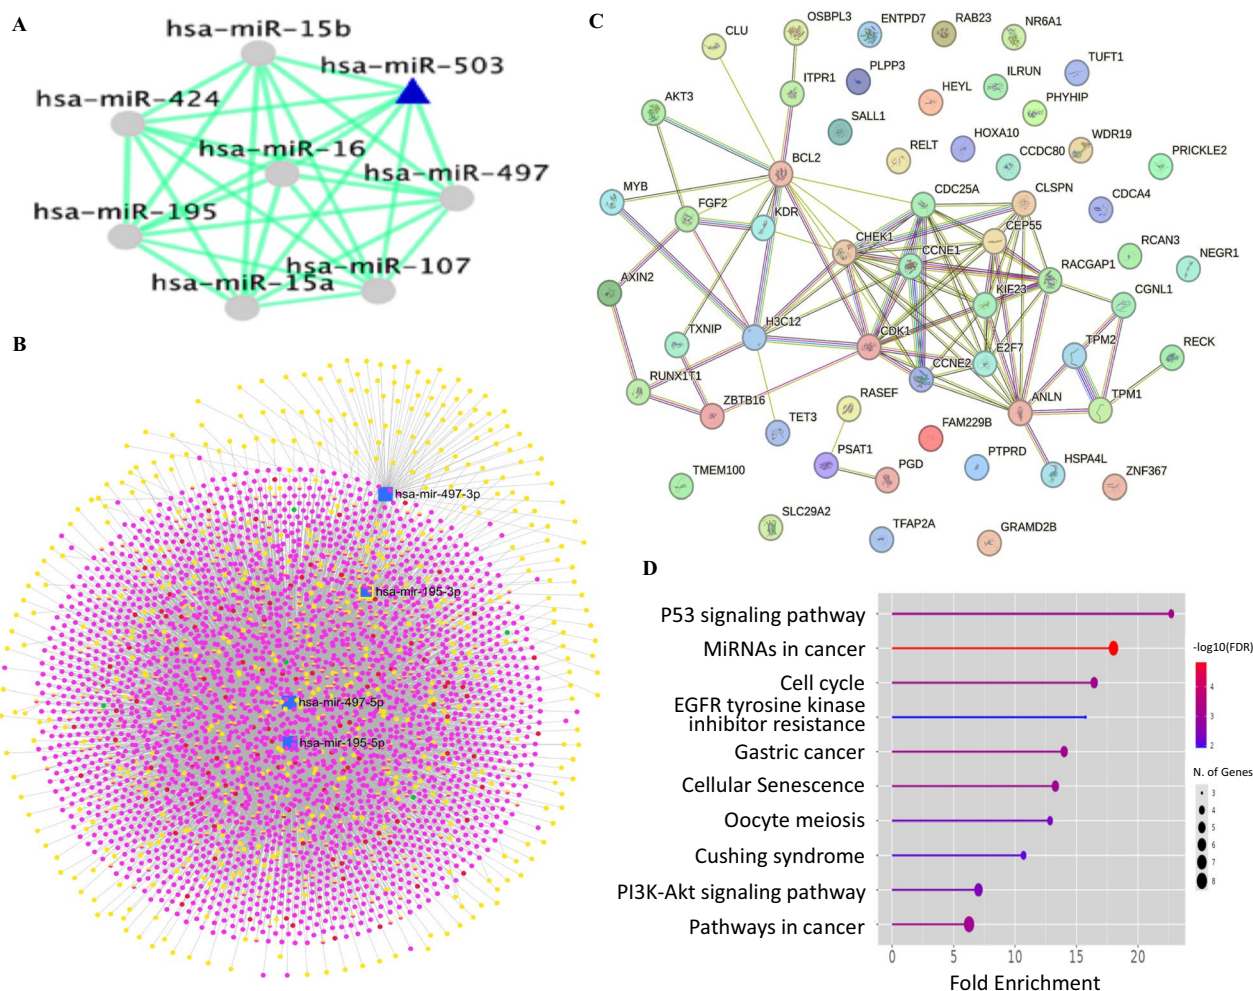 A
hsa-miR-15b
hsa-miR-503
hsa-miR-424
hsa-miR-16
hsa-miR-497
hsa-miR-195
hsa-miR-107
hsa-miR-15a
B
hsa-mir-497-3p
hsa-mir-195-3p
hsa-mir-497-5p
hsa-mir-195-5p
C
CLU
OSBPL3
ENTPD7
RAB23
NR6A1
TUFT1
PLPP3
ITPR1
ILRUN
HEYL
PHYHIP
AKT3
SALL1
HOXA10
WDR19
RELT
CCDC80
PRICKLE2
BCL2
MYB
FGF2
KDR
CDC25A
CLSPN
CDCA4
CHEK1
CEP55
CCNE1
RCAN3
NEGR1
AXIN2
RACGAP1
KIF23
CGNL1
H3C12
TXNIP
CDK1
E2F7
TPM2
RECK
CCNE2
RUNX1T1
ZBTB16
RASEF
ANLN
TPM1
TET3
FAM229B
PSAT1
PGD
PTPRD
HSPA4L
ZNF367
TMEM100
SLC29A2
TFAP2A
GRAMD2B
D
P53 signaling pathway
MiRNAs in cancer
Cell cycle
EGFR tyrosine kinase
inhibitor resistance
Gastric cancer
Cellular Senescence
Oocyte meiosis
Cushing syndrome
PI3K-Akt signaling pathway
Pathways in cancer
0 5 10 15 20
Fold Enrichment
-log10(FDR)
4
3
2
N. of Genes
3
4
5
6
7
8